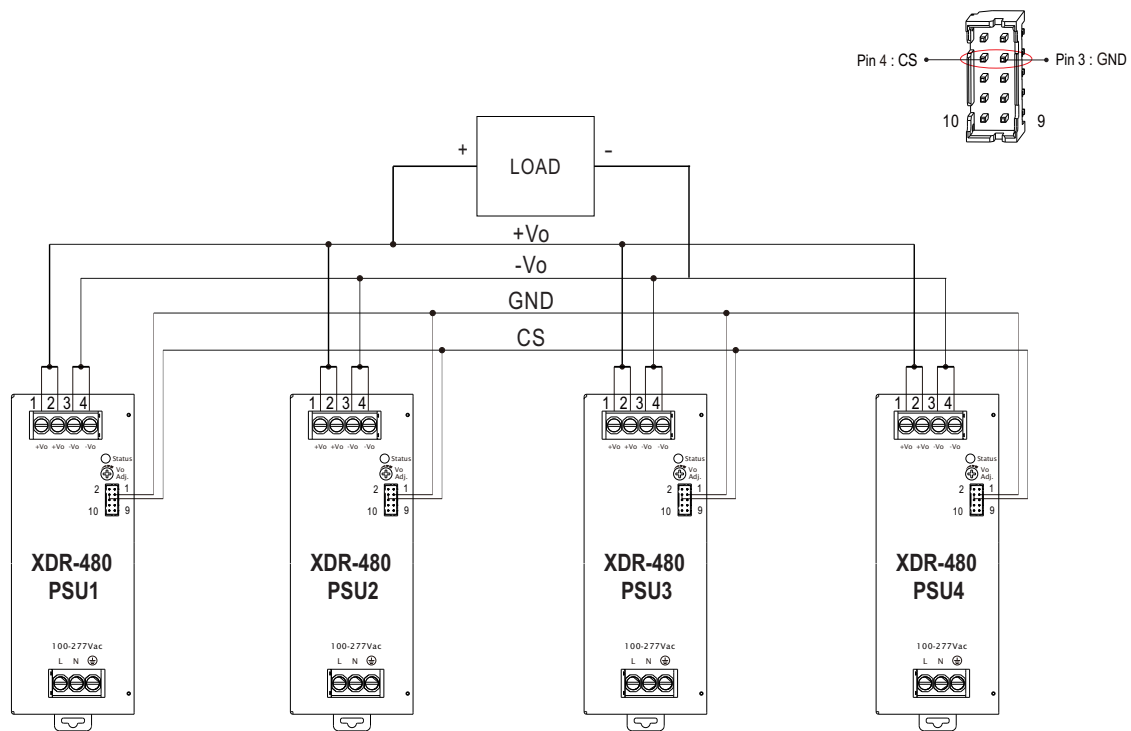 Pin 4 : CS
Pin 3 : GND
10 9
+ LOAD -
+Vo
-Vo
GND
CS
1 2 3 4
+Vo +Vo -Vo -Vo
Status
Vo
Adj.
2 1
10 9
XDR-480
PSU1
100-277Vac
L N
1 2 3 4
+Vo +Vo -Vo -Vo
Status
Vo
Adj.
2 1
10 9
XDR-480
PSU2
100-277Vac
L N
1 2 3 4
+Vo +Vo -Vo -Vo
Status
Vo
Adj.
2 1
10 9
XDR-480
PSU3
100-277Vac
L N
1 2 3 4
+Vo +Vo -Vo -Vo
Status
Vo
Adj.
2 1
10 9
XDR-480
PSU4
100-277Vac
L N